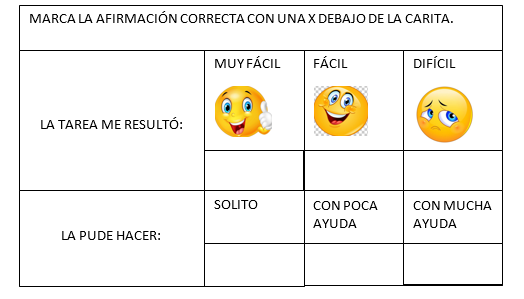 MARCA LA AFIRMACIÓN CORRECTA CON UNA X DEBAJO DE LA CARITA.
LA TAREA ME RESULTÓ:
MUY FÁCIL
FÁCIL
DIFÍCIL
LA PUDE HACER:
SOLITO
CON POCA
AYUDA
CON MUCHA
AYUDA